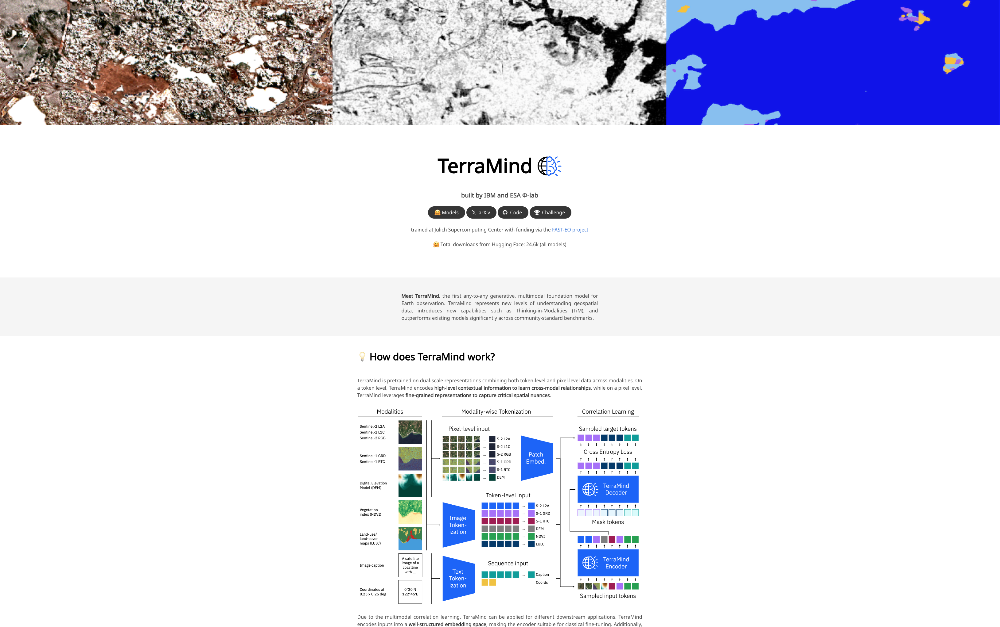 TerraMind
built by IBM and ESA Φ-lab
🤗 Models
arXiv
Code
Challenge
trained at Julich Supercomputing Center with funding via the FAST-EO project
🤗 Total downloads from Hugging Face: 24.6k (all models)
Meet TerraMind, the first any-to-any generative, multimodal foundation model for
Earth observation. TerraMind represents new levels of understanding geospatial
data, introduces new capabilities such as Thinking-in-Modalities (TiM), and
outperforms existing models significantly across community-standard benchmarks.
💡 How does TerraMind work?
TerraMind is pretrained on dual-scale representations combining both token-level and pixel-level data across modalities. On
a token level, TerraMind encodes high-level contextual information to learn cross-modal relationships, while on a pixel level,
TerraMind leverages fine-grained representations to capture critical spatial nuances.
Modalities
Sentinel-2 L2A
Sentinel-2 L1C
Sentinel-2 RGB
Sentinel-1 GRD
Sentinel-1 RTC
Digital Elevation
Model (DEM)
Vegetation
index (NDVI)
Land-use/
land-cover
maps (LULC)
Image caption
A satellite
image of a
coastline
with ...
Coordinates at
0.25 x 0.25 deg
0°30'N
122°45'E
Modality-wise Tokenization
Pixel-level input
... S-2 L2A
... S-2 L1C
... S-2 RGB
... S-1 GRD
... S-1 RTC
... DEM
Patch
Embed.
Token-level input
Image
Token-
ization
... S-2 L2A
... S-1 GRD
... S-1 RTC
... DEM
... NDVI
... LULC
Sequence input
Text
Token-
ization
... Caption
Coords
Correlation Learning
Sampled target tokens
Cross Entropy Loss
TerraMind
Decoder
Mask tokens
TerraMind
Encoder
Sampled input tokens
Due to the multimodal correlation learning, TerraMind can be applied for different downstream applications. TerraMind
encodes inputs into a well-structured embedding space, making the encoder suitable for classical fine-tuning. Additionally,